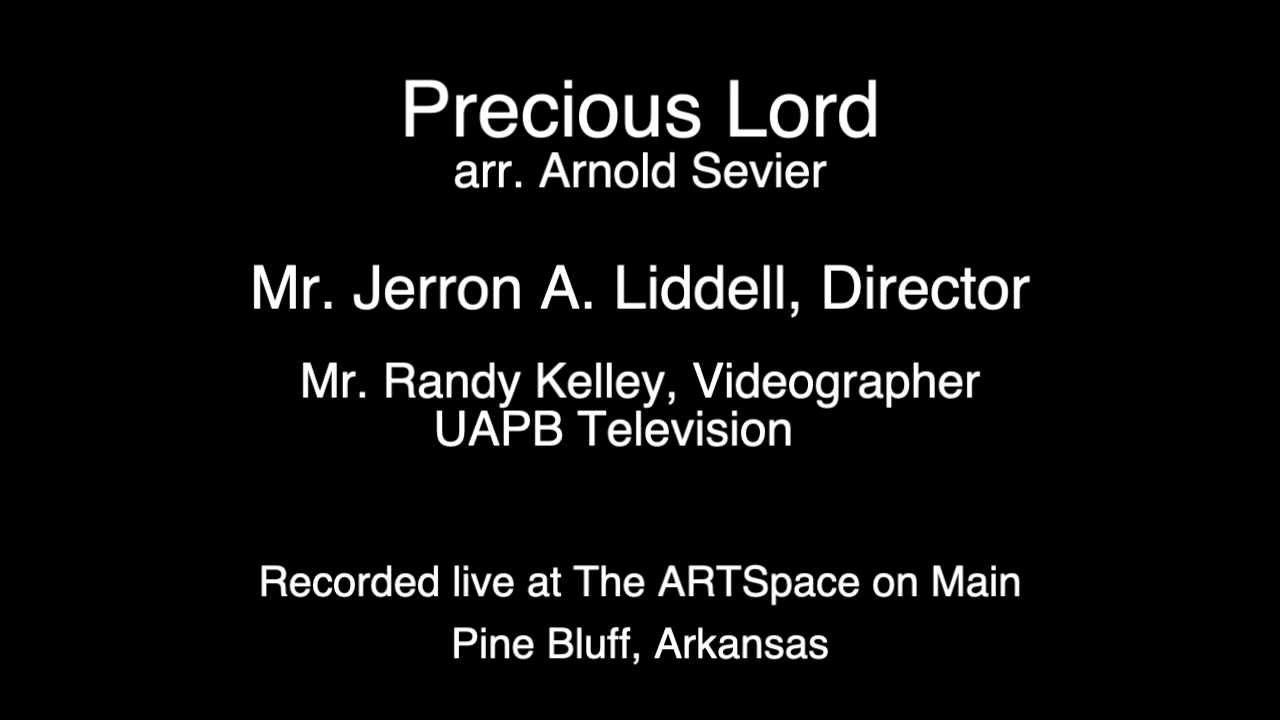 Precious Lord
arr. Arnold Sevier
Mr. Jerron A. Liddell, Director
Mr. Randy Kelley, Videographer
UAPB Television
Recorded live at The ARTSpace on Main
Pine Bluff, Arkansas